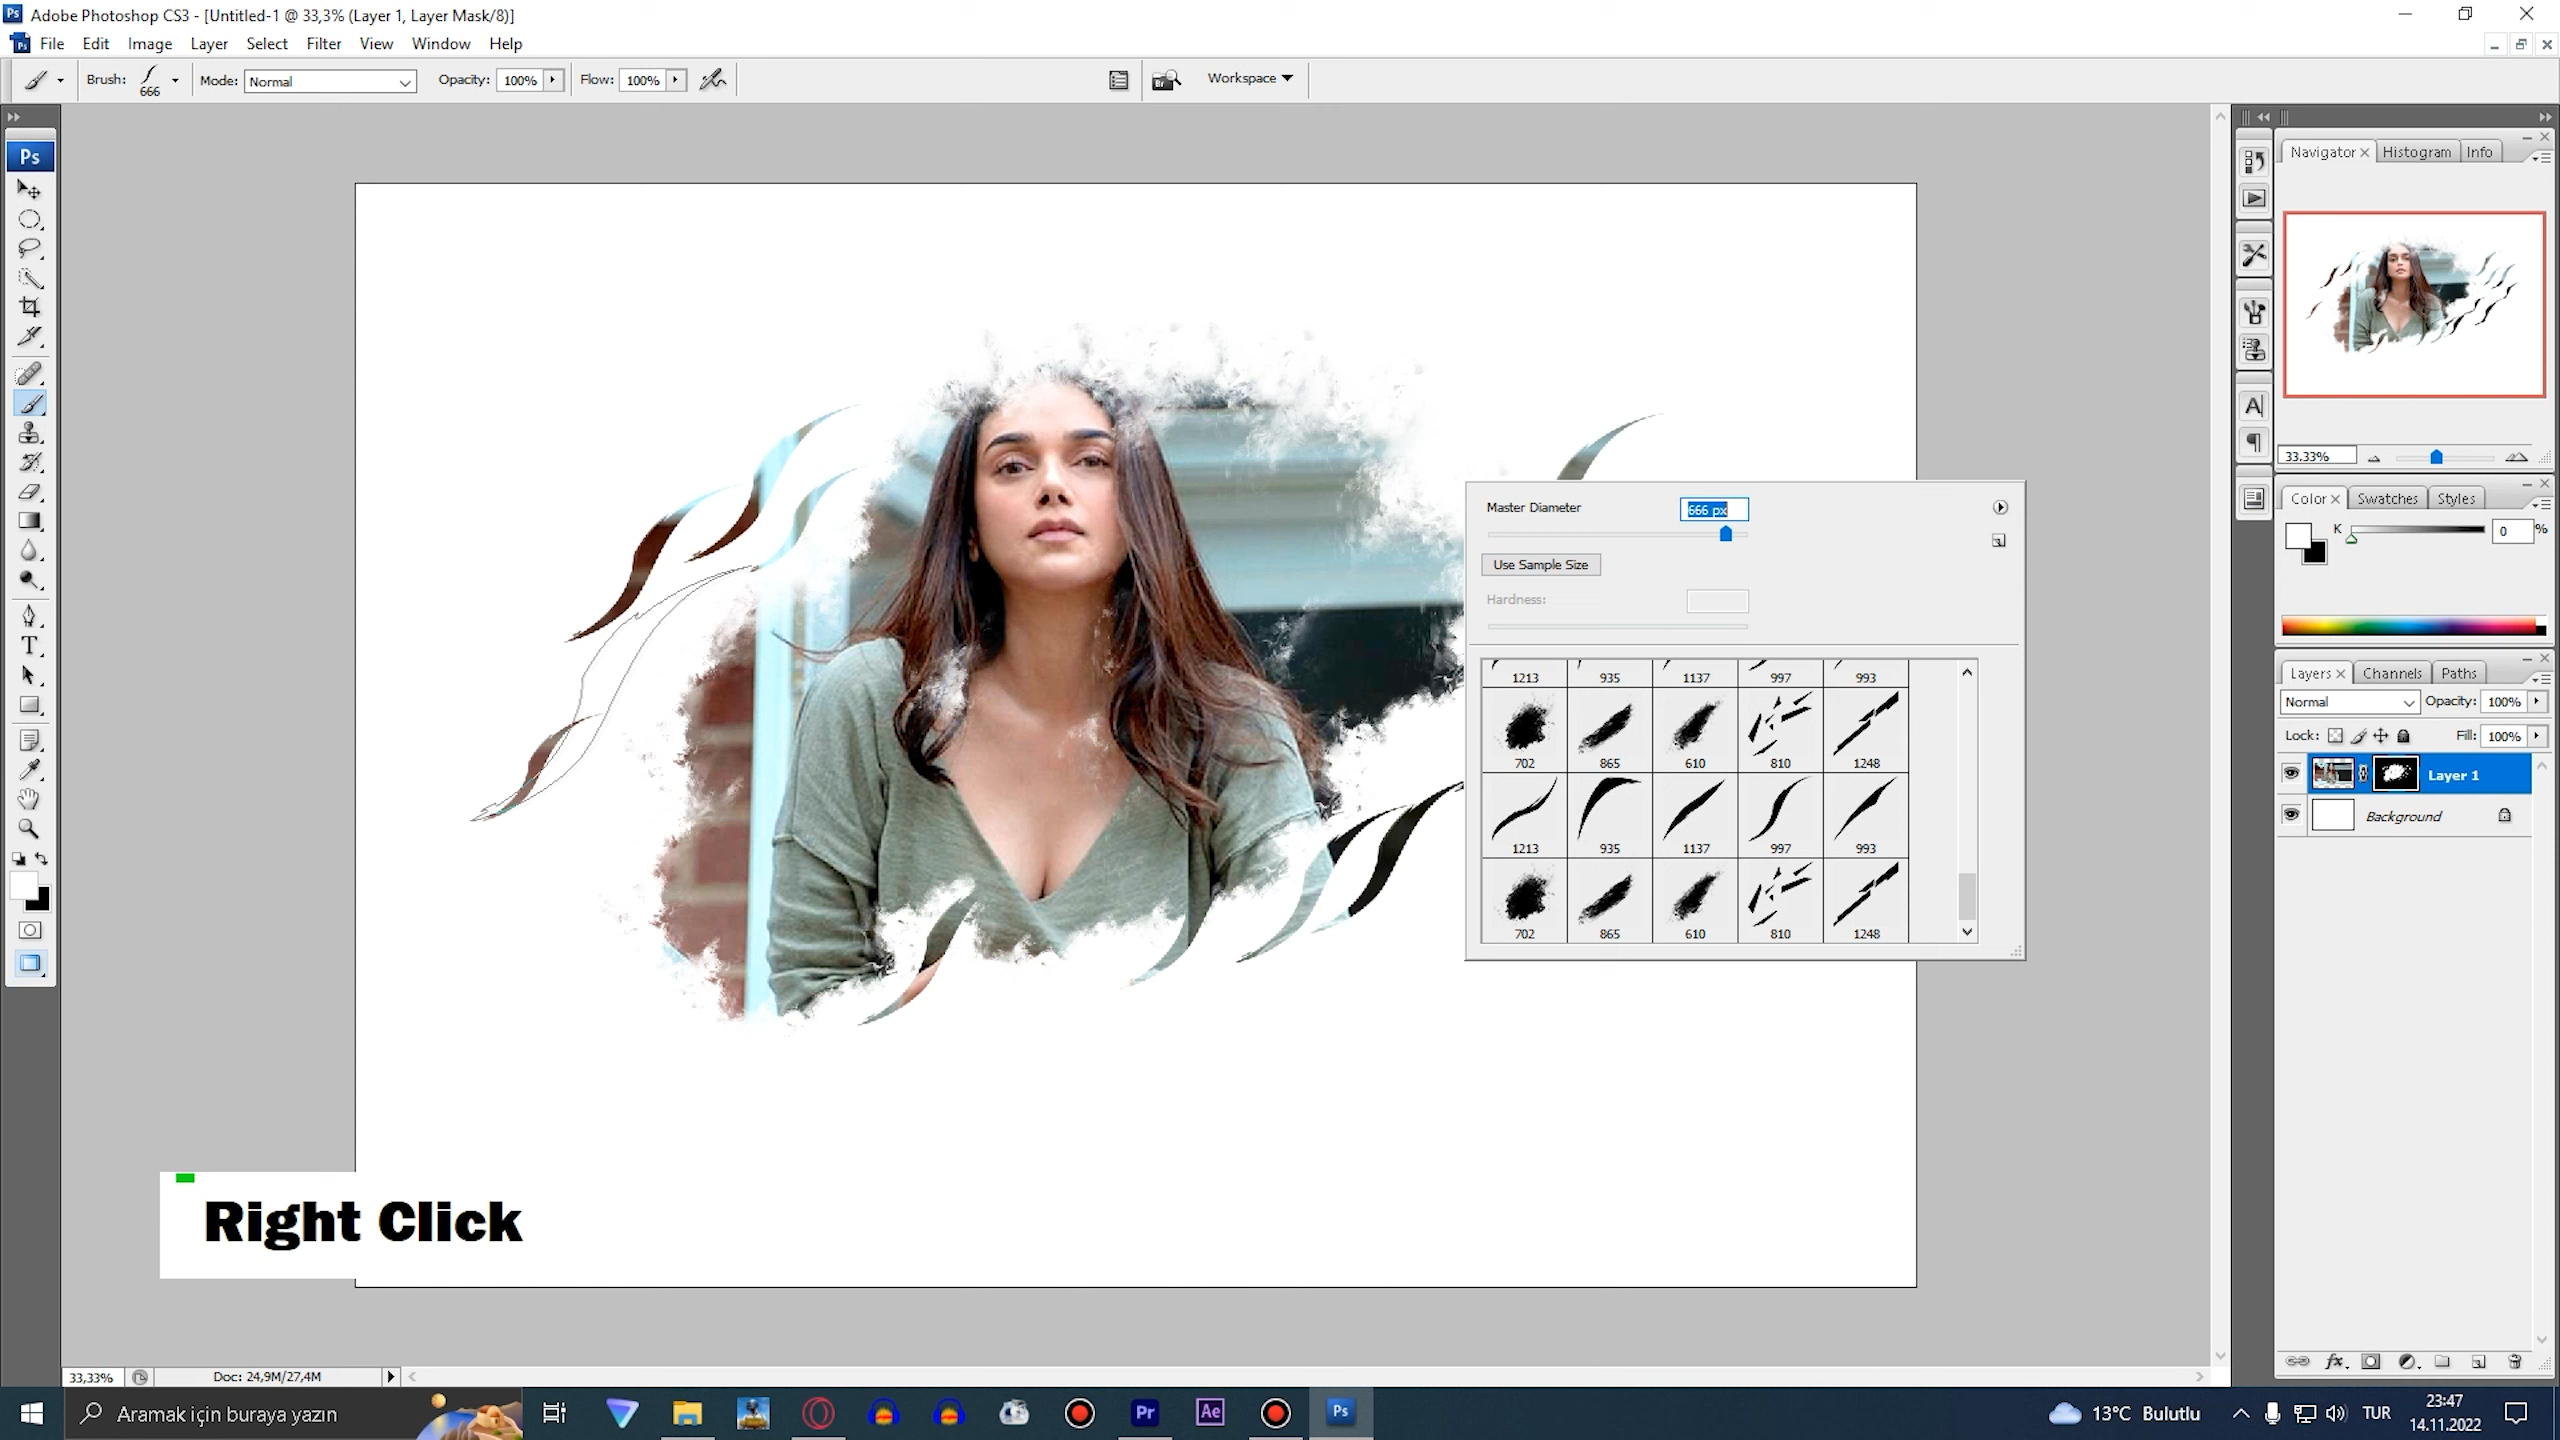 Adobe Photoshop CS3 - [Untitled-1 @ 33,3% (Layer 1, Layer Mask/8)]
File Edit Image Layer Select Filter View Window Help
Brush: 666 Mode: Normal Opacity: 100% Flow: 100% Workspace
Ps
Navigator Histogram Info
33.33%
Color Swatches Styles
K 0 %
Layers Channels Paths
Normal Opacity: 100%
Lock: Fill: 100%
Layer 1
Background
Master Diameter 666 px
Use Sample Size
Hardness:
1213 935 1137 997 993
702 865 610 810 1248
1213 935 1137 997 993
702 865 610 810 1248
Right Click
33,33% Doc: 24,9M/27,4M
Aramak için buraya yazın Pr Ae Ps 13°C Bulutlu TUR 23:47
14.11.2022